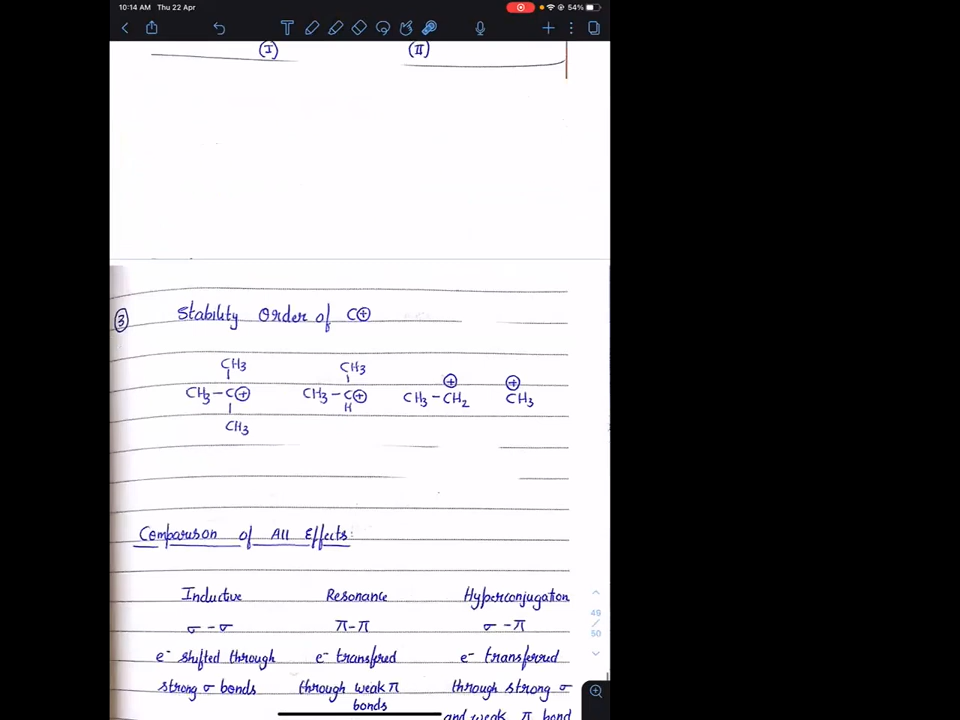 10:14 AM Thu 22 Apr
54%
(I) (II)
③ Stability Order of C⊕
CH3 CH3
CH3-C⊕ CH3-C⊕ CH3-CH2 ⊕ CH3 ⊕
CH3 H
Comparison of All Effects:
Inductive Resonance Hyperconjugation
σ-σ π-π σ-π
e- shifted through e- transfered e- transferred
strong σ bonds through weak π through strong σ
bonds and weak π bond
49
/
50